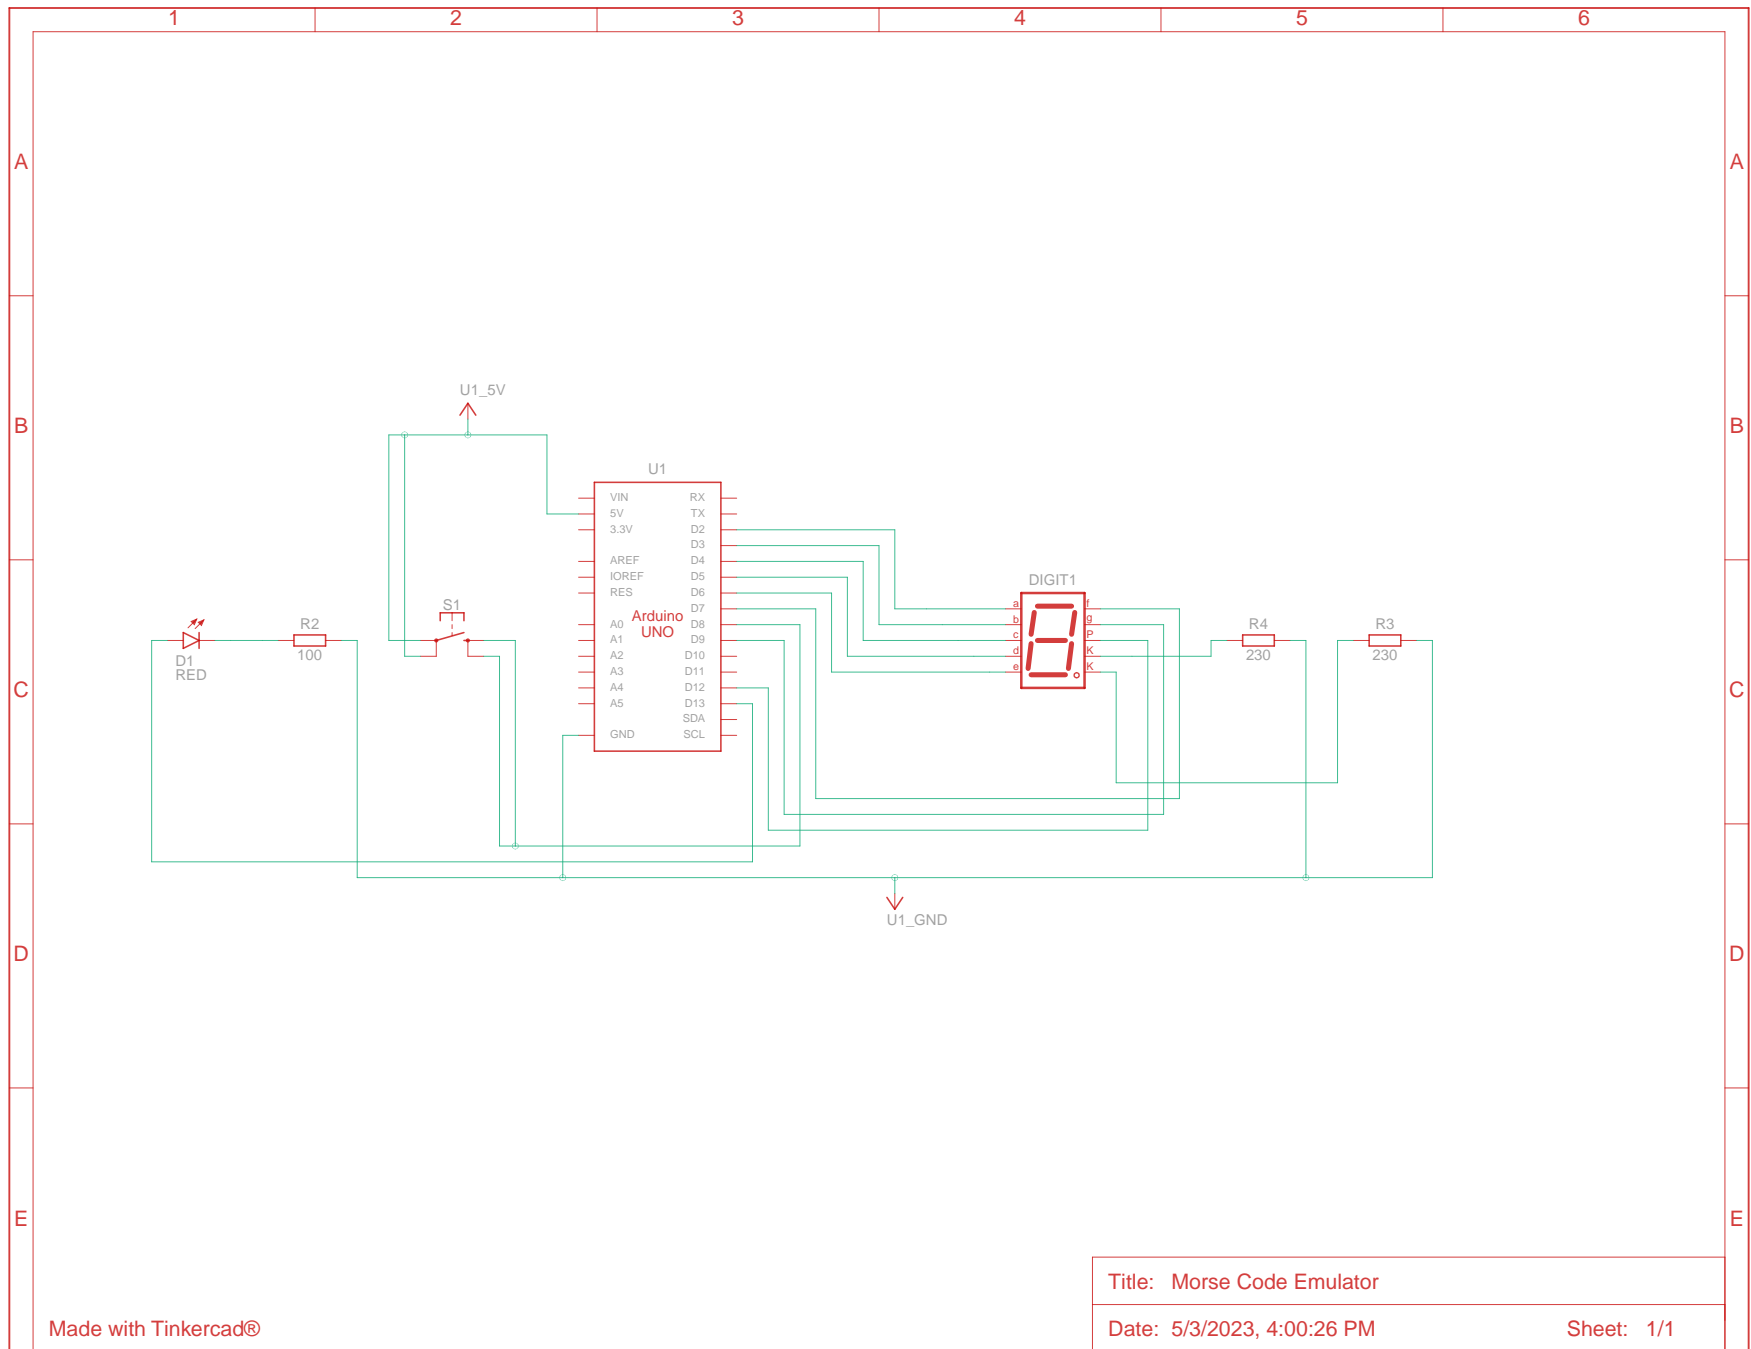 1 2 3 4 5 6
A A
U1_5V
B B
U1
VIN RX
5V TX
3.3V D2
D3
AREF D4
IOREF D5
RES D6
D7
A0 D8
A1 D9
A2 D10
A3 D11
A4 D12
A5 D13
SDA
GND SCL
Arduino
UNO
DIGIT1
a f
b g
c P
d K
e K
S1
D1
RED
R2
100
R4
230
R3
230
C C
U1_GND
D D
E E
Title: Morse Code Emulator
Made with Tinkercad®
Date: 5/3/2023, 4:00:26 PM Sheet: 1/1